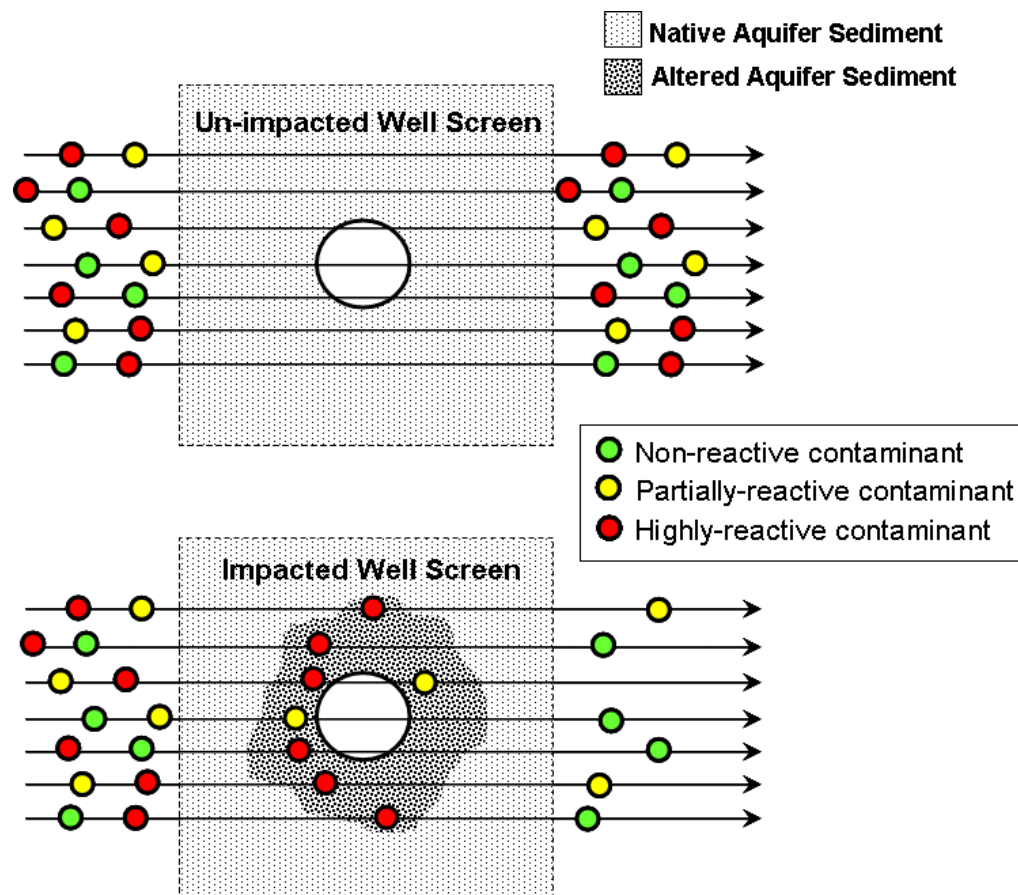 Native Aquifer Sediment
Altered Aquifer Sediment
Un-impacted Well Screen
Non-reactive contaminant
Partially-reactive contaminant
Highly-reactive contaminant
Impacted Well Screen